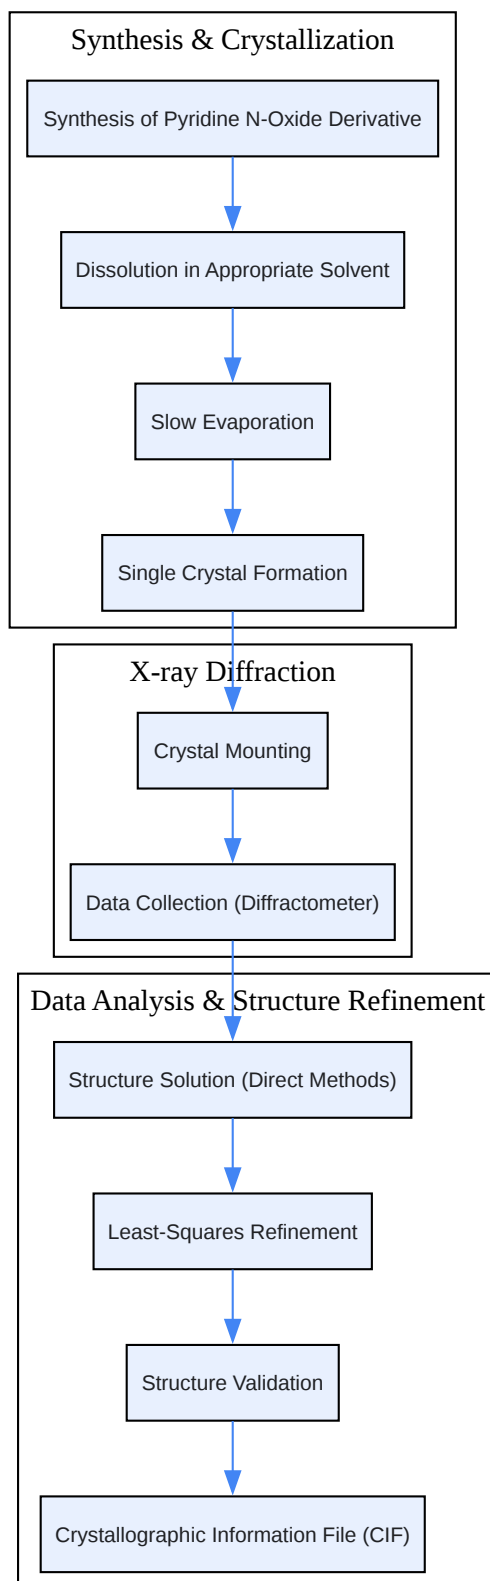 Synthesis & Crystallization
Synthesis of Pyridine N-Oxide Derivative
Dissolution in Appropriate Solvent
Slow Evaporation
Single Crystal Formation
X-ray Diffraction
Crystal Mounting
Data Collection (Diffractometer)
Data Analysis & Structure Refinement
Structure Solution (Direct Methods)
Least-Squares Refinement
Structure Validation
Crystallographic Information File (CIF)